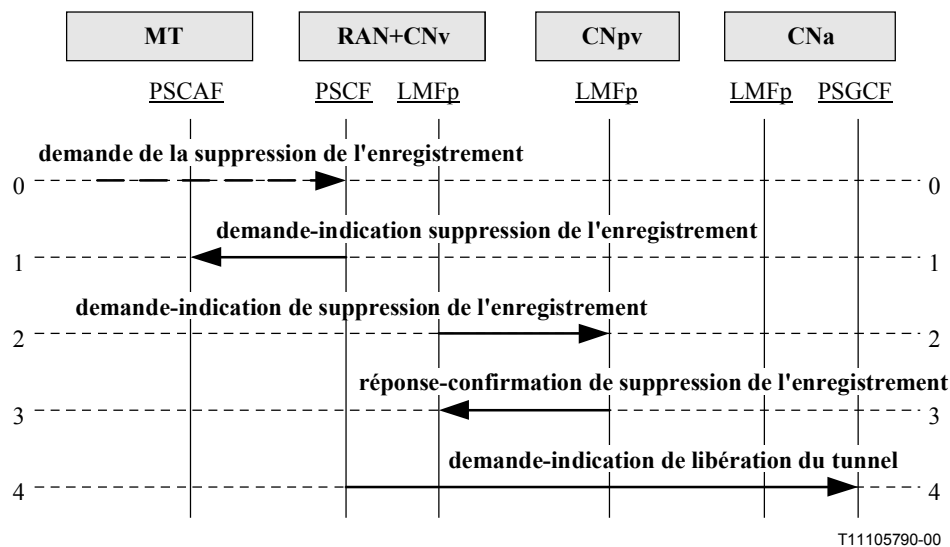 MT RAN+CNv CNpv CNa
PSCAF PSCF LMFp LMFp LMFp PSGCF
demande de la suppression de l'enregistrement
0 0
demande-indication suppression de l'enregistrement
1 1
demande-indication de suppression de l'enregistrement
2 2
réponse-confirmation de suppression de l'enregistrement
3 3
demande-indication de libération du tunnel
4 4
T11105790-00